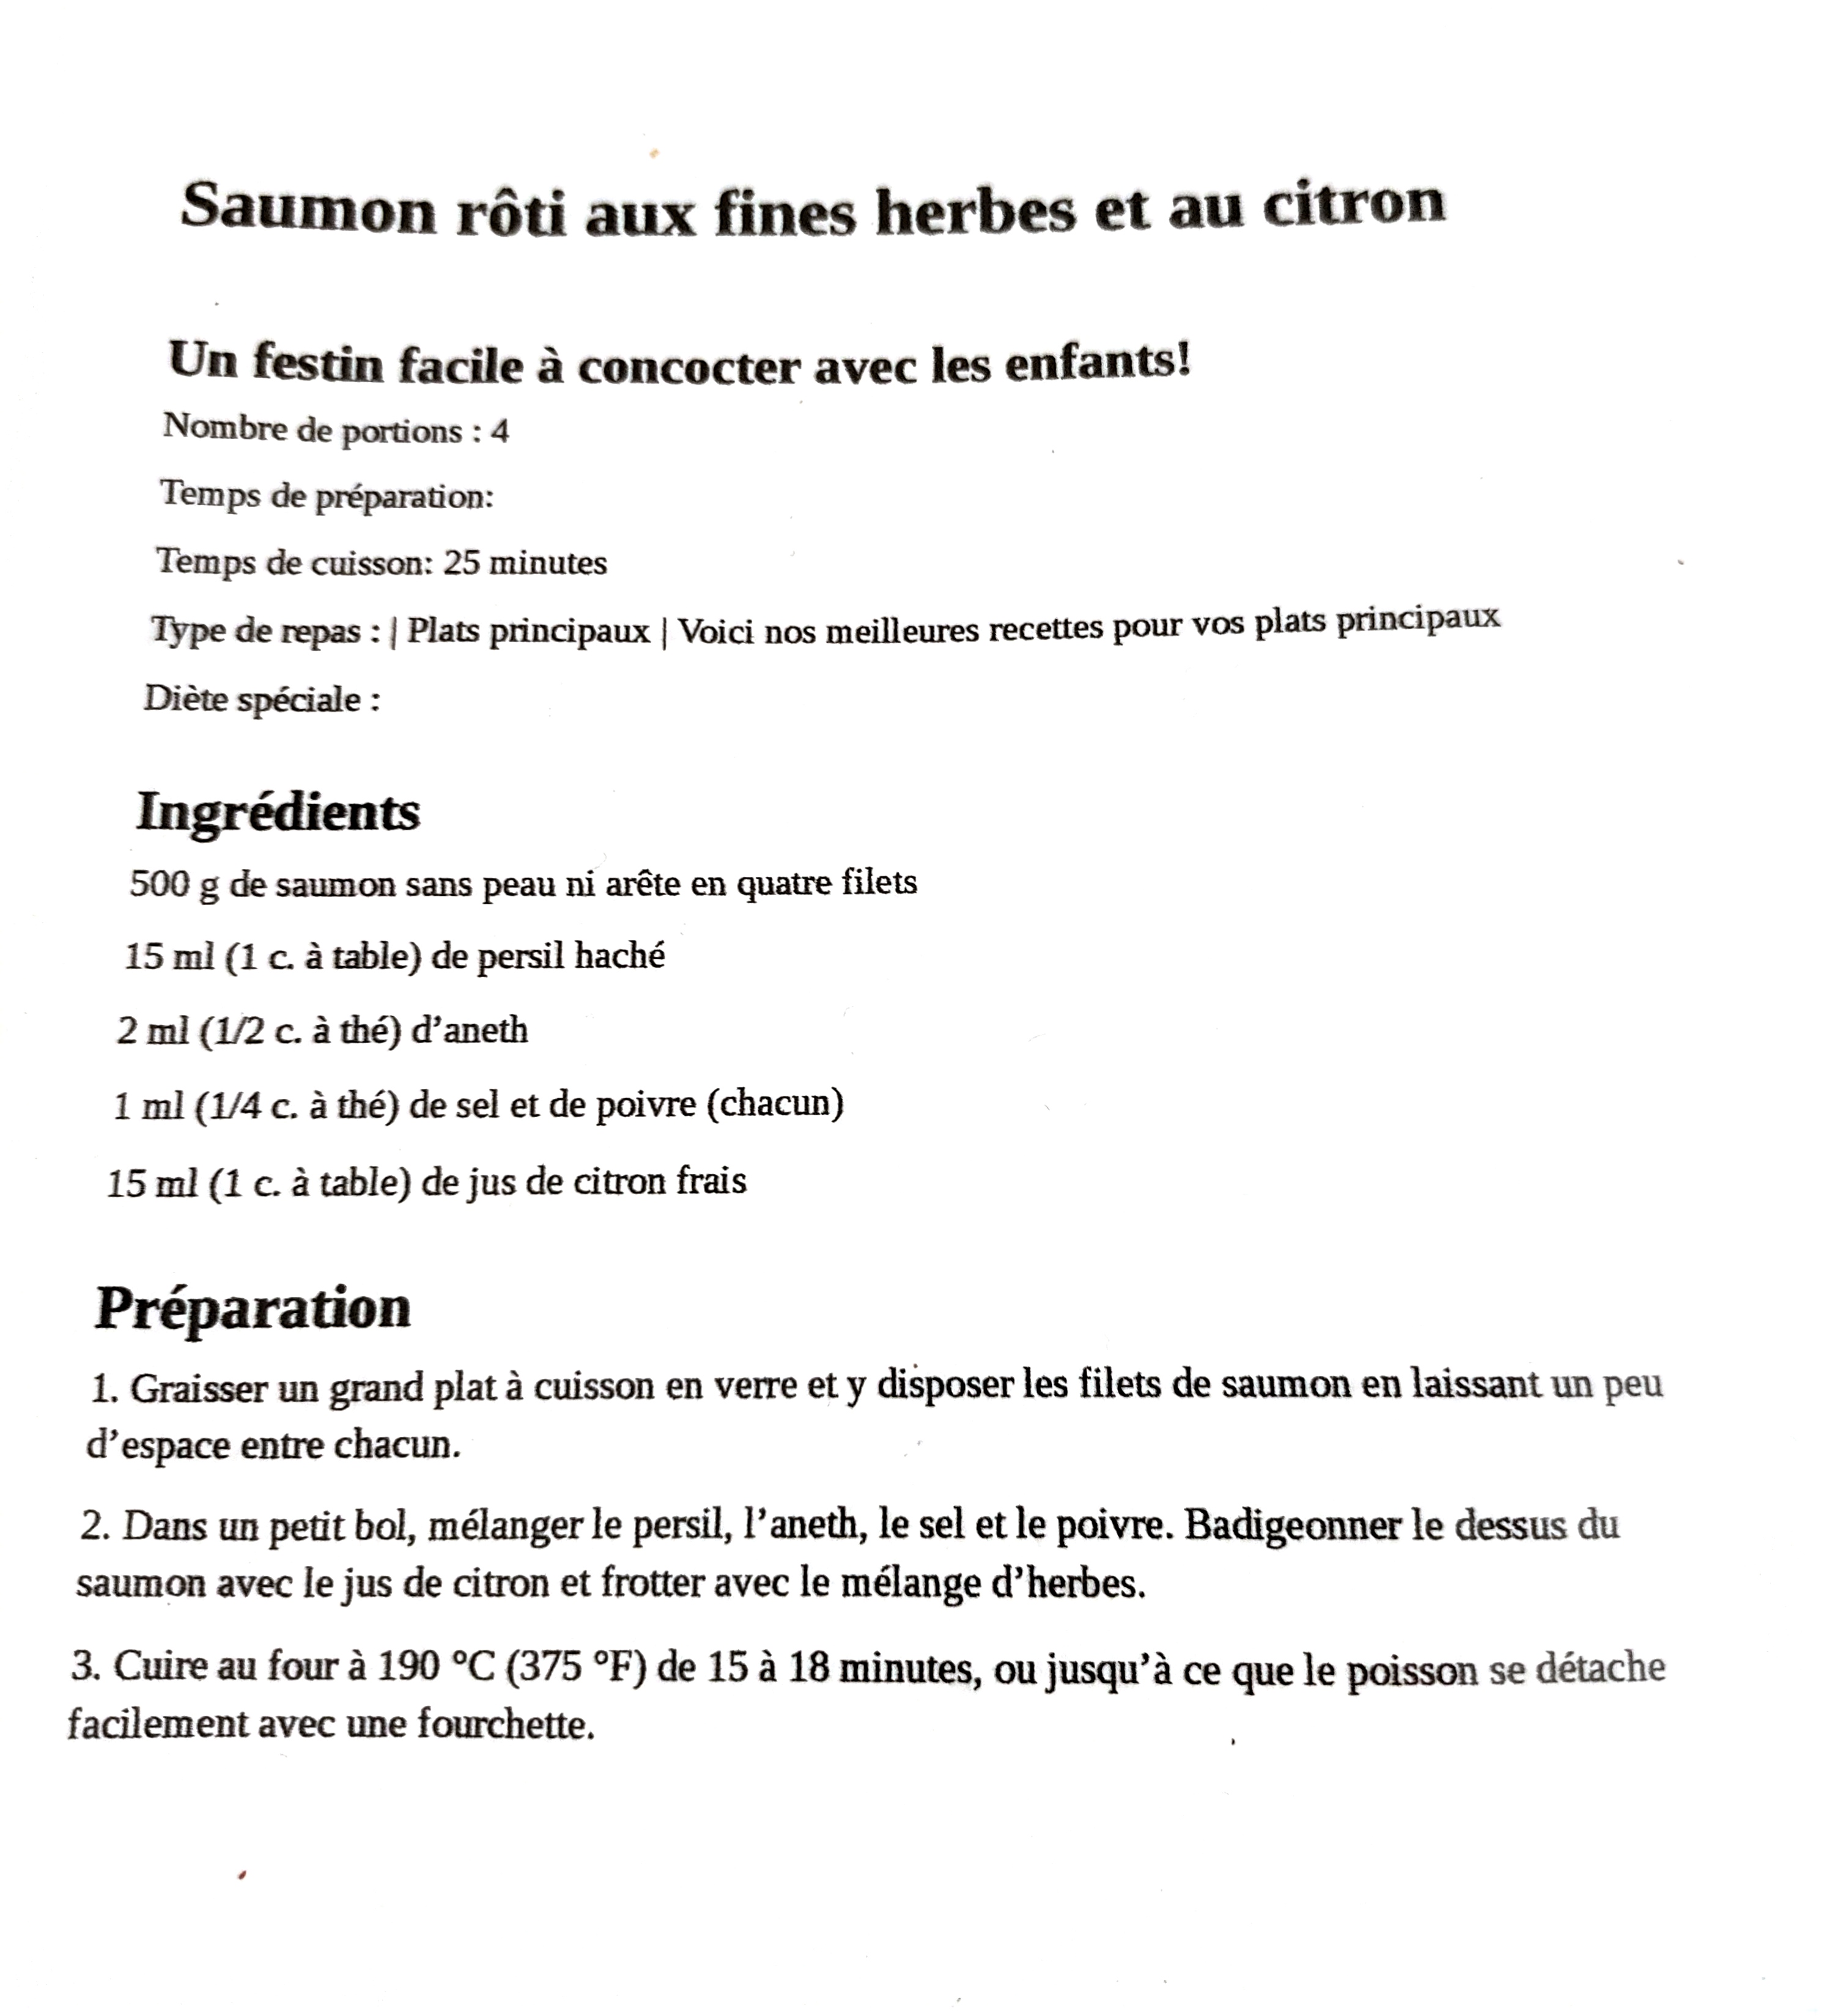 Saumon rôti aux fines herbes et au citron
Un festin facile à concocter avec les enfants!
Nombre de portions : 4
Temps de préparation:
Temps de cuisson: 25 minutes
Type de repas : | Plats principaux | Voici nos meilleures recettes pour vos plats principaux
Diète spéciale :
Ingrédients
500 g de saumon sans peau ni arête en quatre filets
15 ml (1 c. à table) de persil haché
2 ml (1/2 c. à thé) d’aneth
1 ml (1/4 c. à thé) de sel et de poivre (chacun)
15 ml (1 c. à table) de jus de citron frais
Préparation
1. Graisser un grand plat à cuisson en verre et y disposer les filets de saumon en laissant un peu
d’espace entre chacun.
2. Dans un petit bol, mélanger le persil, l’aneth, le sel et le poivre. Badigeonner le dessus du
saumon avec le jus de citron et frotter avec le mélange d’herbes.
3. Cuire au four à 190 °C (375 °F) de 15 à 18 minutes, ou jusqu’à ce que le poisson se détache
facilement avec une fourchette.